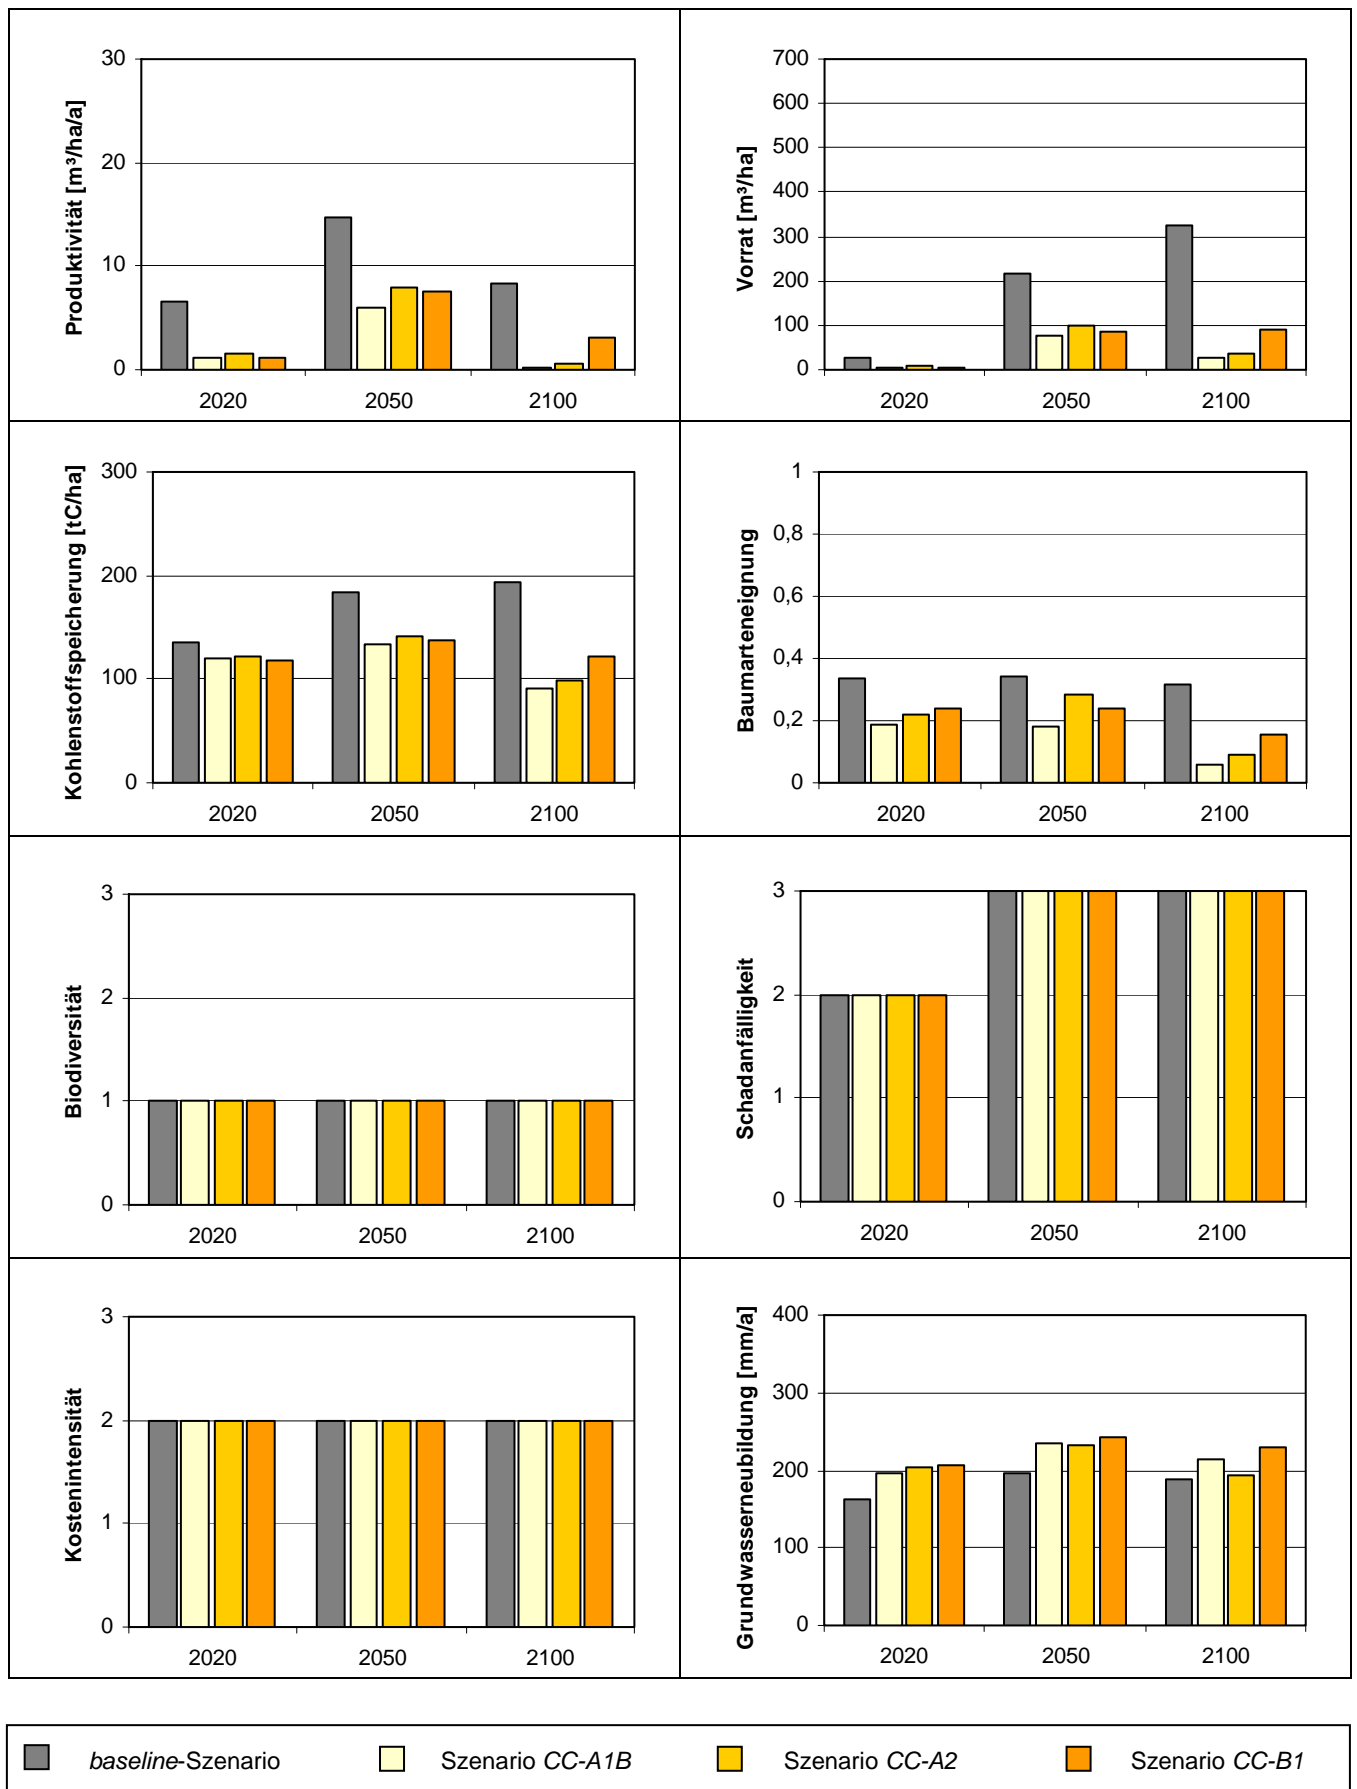 Produktivität [m³/ha/a]
30
20
10
0
2020 2050 2100
Vorrat [m³/ha]
700
600
500
400
300
200
100
0
2020 2050 2100
Kohlenstoffspeicherung [tC/ha]
300
200
100
0
2020 2050 2100
Baumarteneignung
1
0,8
0,6
0,4
0,2
0
2020 2050 2100
Biodiversität
3
2
1
0
2020 2050 2100
Schadanfälligkeit
3
2
1
0
2020 2050 2100
Kostenintensität
3
2
1
0
2020 2050 2100
Grundwasserneubildung [mm/a]
400
300
200
100
0
2020 2050 2100
baseline-Szenario Szenario CC-A1B Szenario CC-A2 Szenario CC-B1